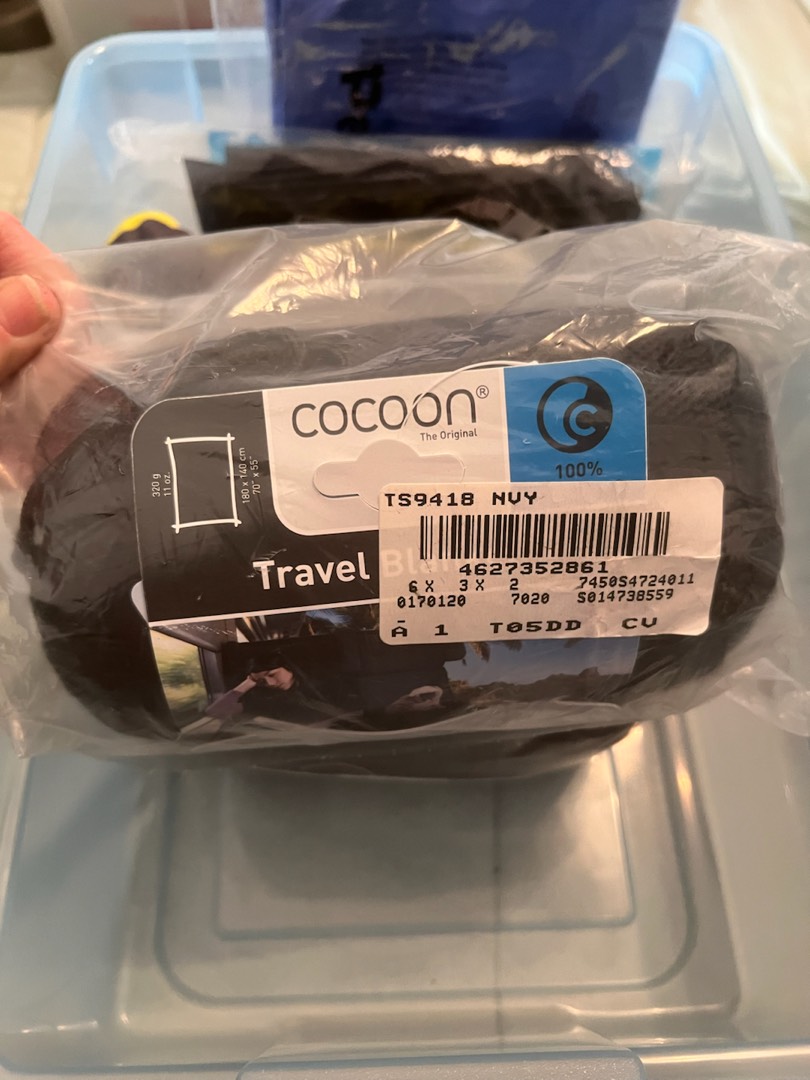 COCOON®
The Original
320 g
11 oz.
180 x 140 cm
70" x 55"
C
100%
Travel Bla
TS9418 NVY
4627352861
6 X 3 X 2 7450S4724011
0170120 7020 S014738559
A 1 T05DD CV